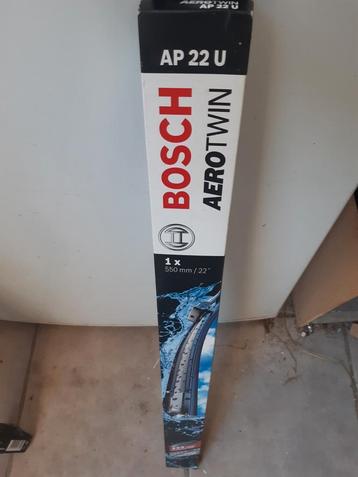 AEROTWIN
AP 22 U
AP 22 U
BOSCH
AEROTWIN
1 x
550 mm / 22"